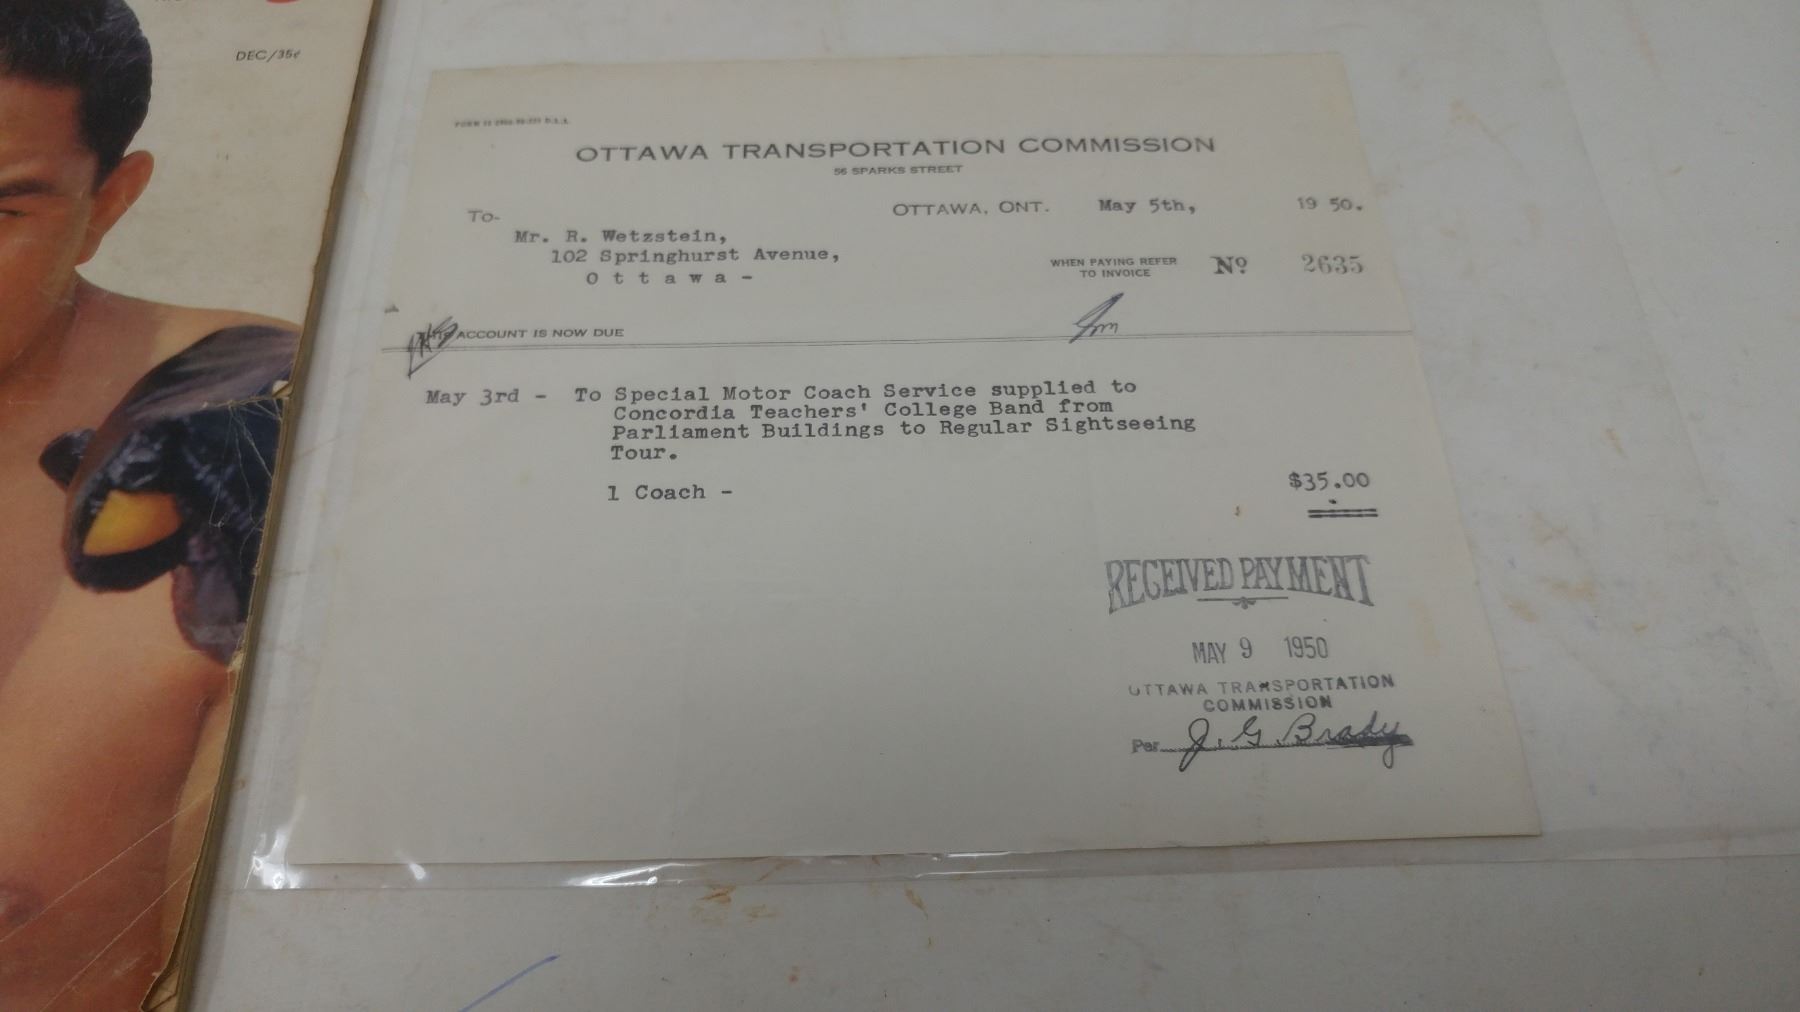 DEC/35¢
OTTAWA TRANSPORTATION COMMISSION
56 SPARKS STREET
OTTAWA, ONT. May 5th, 19 50.
To-
Mr. R. Wetzstein,
102 Springhurst Avenue,
O t t a w a -
WHEN PAYING REFER
TO INVOICE
Nº 2635
ACCOUNT IS NOW DUE
May 3rd - To Special Motor Coach Service supplied to
Concordia Teachers' College Band from
Parliament Buildings to Regular Sightseeing
Tour.
1 Coach - $35.00
RECEIVED PAYMENT
MAY 9 1950
OTTAWA TRANSPORTATION
COMMISSION
Per J. G. Brady